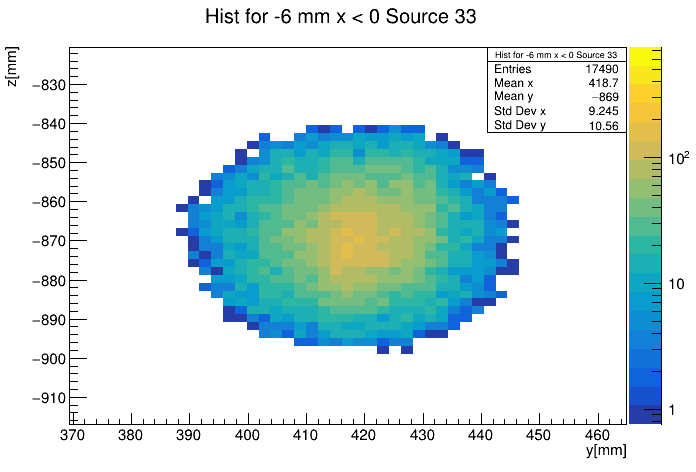 Hist for -6 mm x < 0 Source 33
z[mm]
Hist for -6 mm x < 0 Source 33
Entries 17490
Mean x 418.7
Mean y −869
Std Dev x 9.245
Std Dev y 10.56
−830
−840
−850
−860
−870
−880
−890
−900
−910
10²
10
1
370 380 390 400 410 420 430 440 450 460
y[mm]